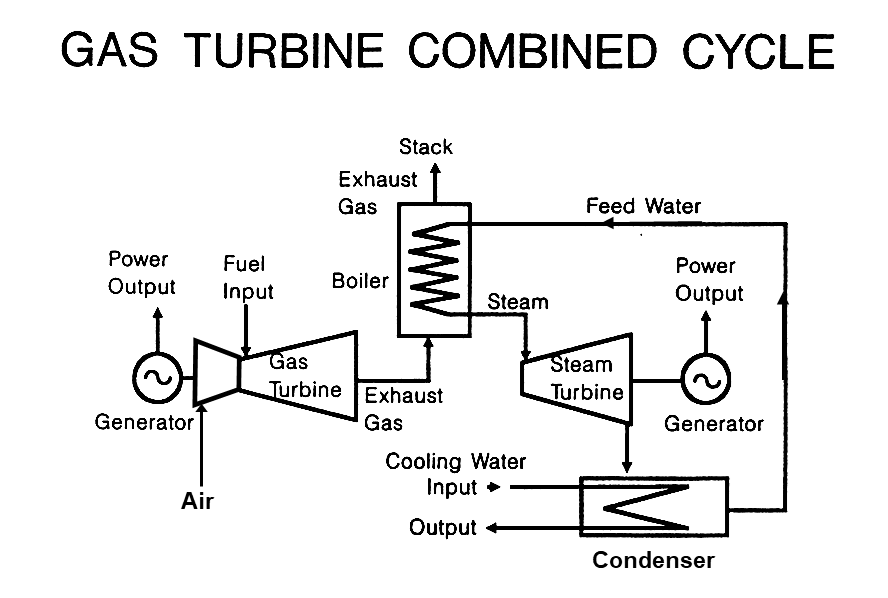 GAS TURBINE COMBINED CYCLE
Stack
Exhaust
Gas
Feed Water
Power
Output
Fuel
Input
Boiler
Steam
Power
Output
Gas
Turbine
Steam
Turbine
Exhaust
Gas
Generator
Generator
Cooling Water
Input
Air
Output
Condenser